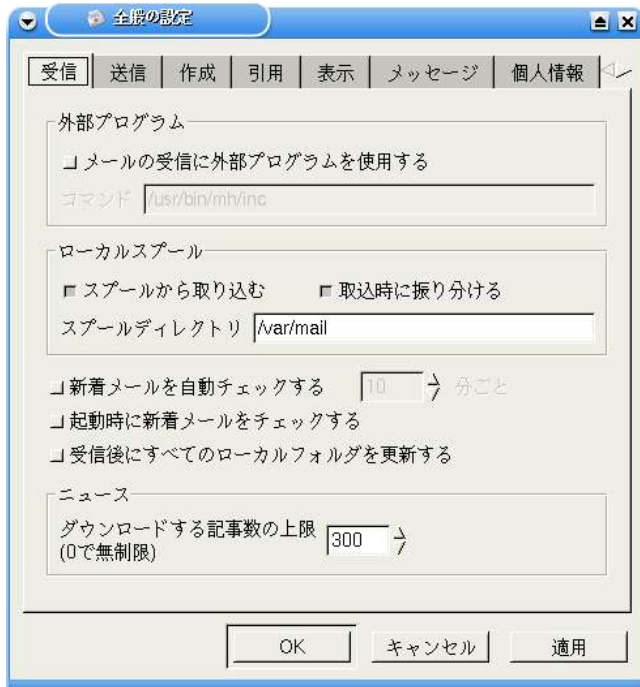 全般の設定
受信 送信 作成 引用 表示 メッセージ 個人情報
外部プログラム
メールの受信に外部プログラムを使用する
コマンド /usr/bin/mh/inc
ローカルスプール
スプールから取り込む 取込時に振り分ける
スプールディレクトリ /var/mail
新着メールを自動チェックする 10 分ごと
起動時に新着メールをチェックする
受信後にすべてのローカルフォルダを更新する
ニュース
ダウンロードする記事数の上限 300
(0で無制限)
OK キャンセル 適用